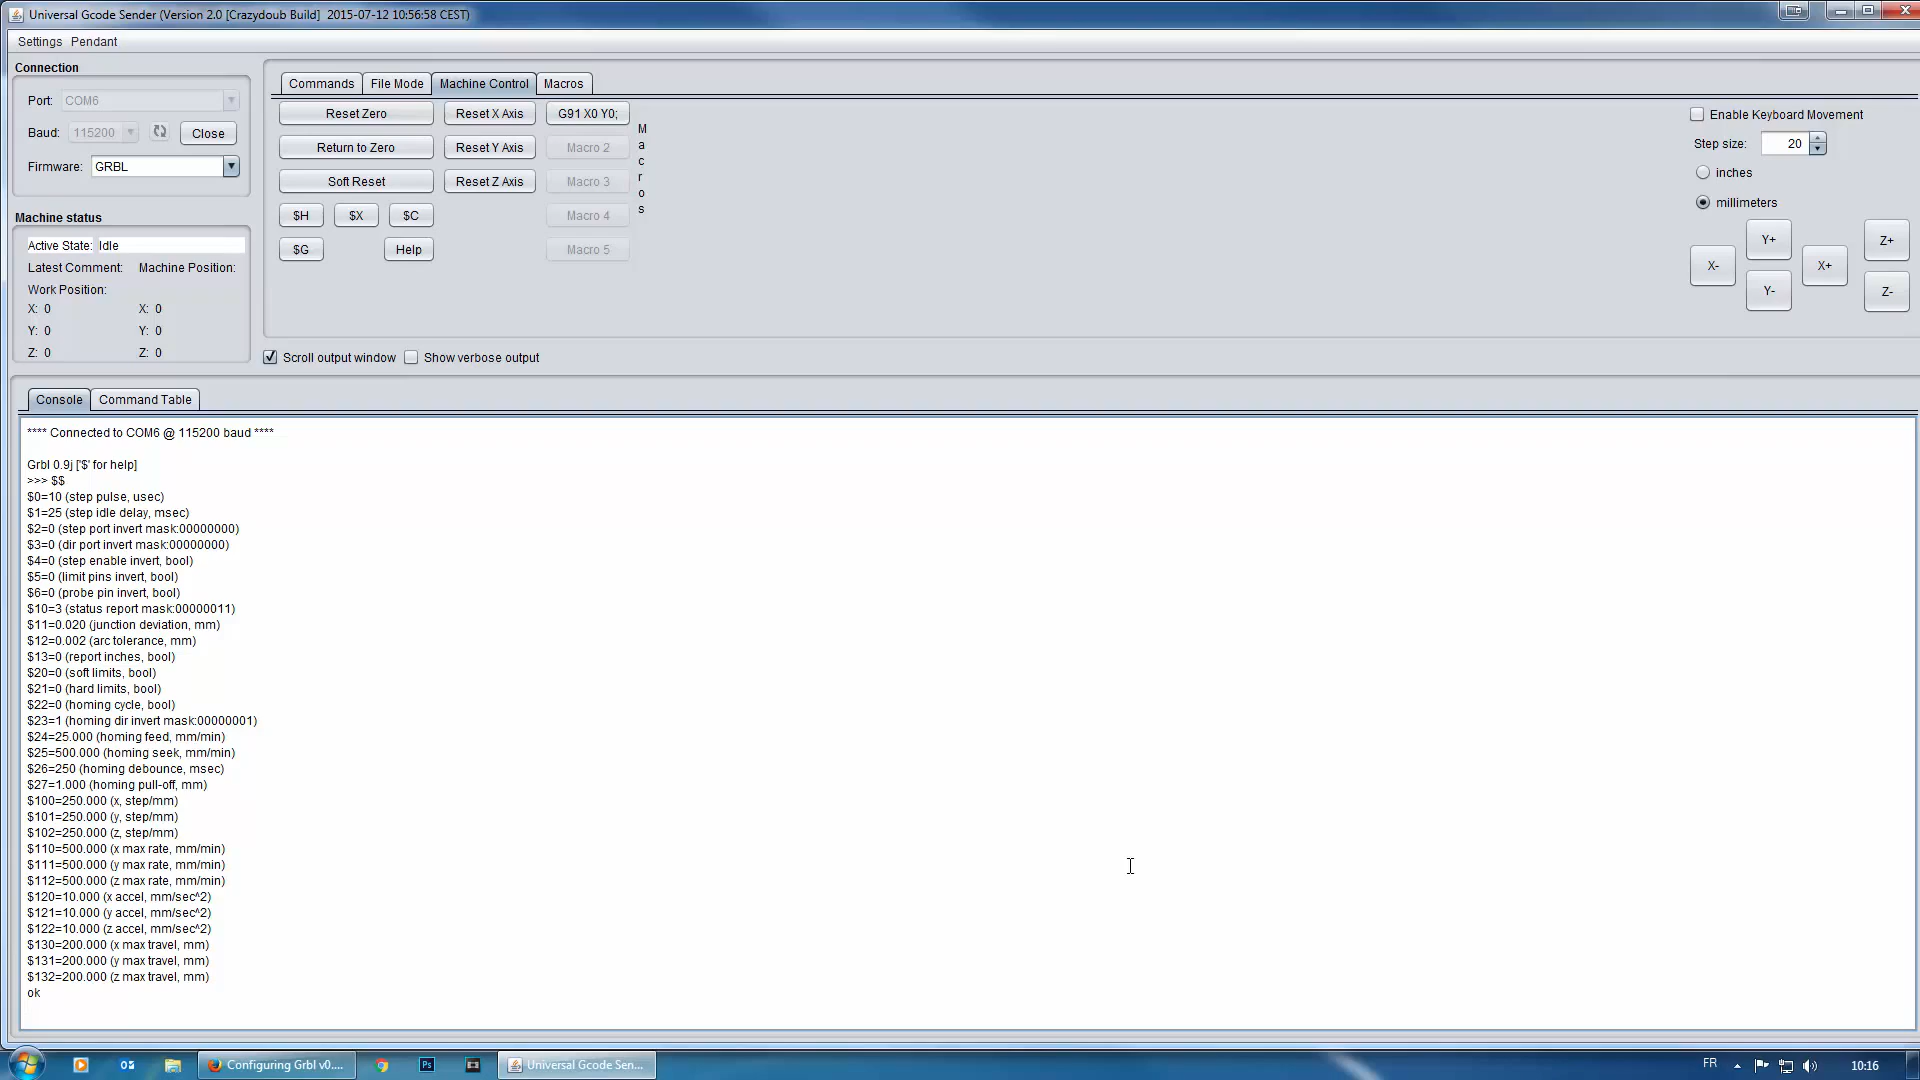 Universal Gcode Sender (Version 2.0 [Crazydoub Build]  2015-07-12 10:56:58 CEST)
Settings Pendant
Connection
Port: COM6
Baud: 115200 Close
Firmware: GRBL
Machine status
Active State: Idle
Latest Comment: Machine Position:
Work Position:
X: 0 X: 0
Y: 0 Y: 0
Z: 0 Z: 0
Commands File Mode Machine Control Macros
Reset Zero Reset X Axis G91 X0 Y0;
Return to Zero Reset Y Axis Macro 2
Soft Reset Reset Z Axis Macro 3
$H $X $C Macro 4
$G Help Macro 5
M
a
c
r
o
s
Enable Keyboard Movement
Step size: 20
inches
millimeters
Y+ Z+
X- X+
Y- Z-
Scroll output window Show verbose output
Console Command Table
**** Connected to COM6 @ 115200 baud ****
Grbl 0.9j ['$' for help]
>>> $$
$0=10 (step pulse, usec)
$1=25 (step idle delay, msec)
$2=0 (step port invert mask:00000000)
$3=0 (dir port invert mask:00000000)
$4=0 (step enable invert, bool)
$5=0 (limit pins invert, bool)
$6=0 (probe pin invert, bool)
$10=3 (status report mask:00000011)
$11=0.020 (junction deviation, mm)
$12=0.002 (arc tolerance, mm)
$13=0 (report inches, bool)
$20=0 (soft limits, bool)
$21=0 (hard limits, bool)
$22=0 (homing cycle, bool)
$23=1 (homing dir invert mask:00000001)
$24=25.000 (homing feed, mm/min)
$25=500.000 (homing seek, mm/min)
$26=250 (homing debounce, msec)
$27=1.000 (homing pull-off, mm)
$100=250.000 (x, step/mm)
$101=250.000 (y, step/mm)
$102=250.000 (z, step/mm)
$110=500.000 (x max rate, mm/min)
$111=500.000 (y max rate, mm/min)
$112=500.000 (z max rate, mm/min)
$120=10.000 (x accel, mm/sec^2)
$121=10.000 (y accel, mm/sec^2)
$122=10.000 (z accel, mm/sec^2)
$130=200.000 (x max travel, mm)
$131=200.000 (y max travel, mm)
$132=200.000 (z max travel, mm)
ok
Configuring Grbl v0.... Ps Universal Gcode Sen... FR 10:16